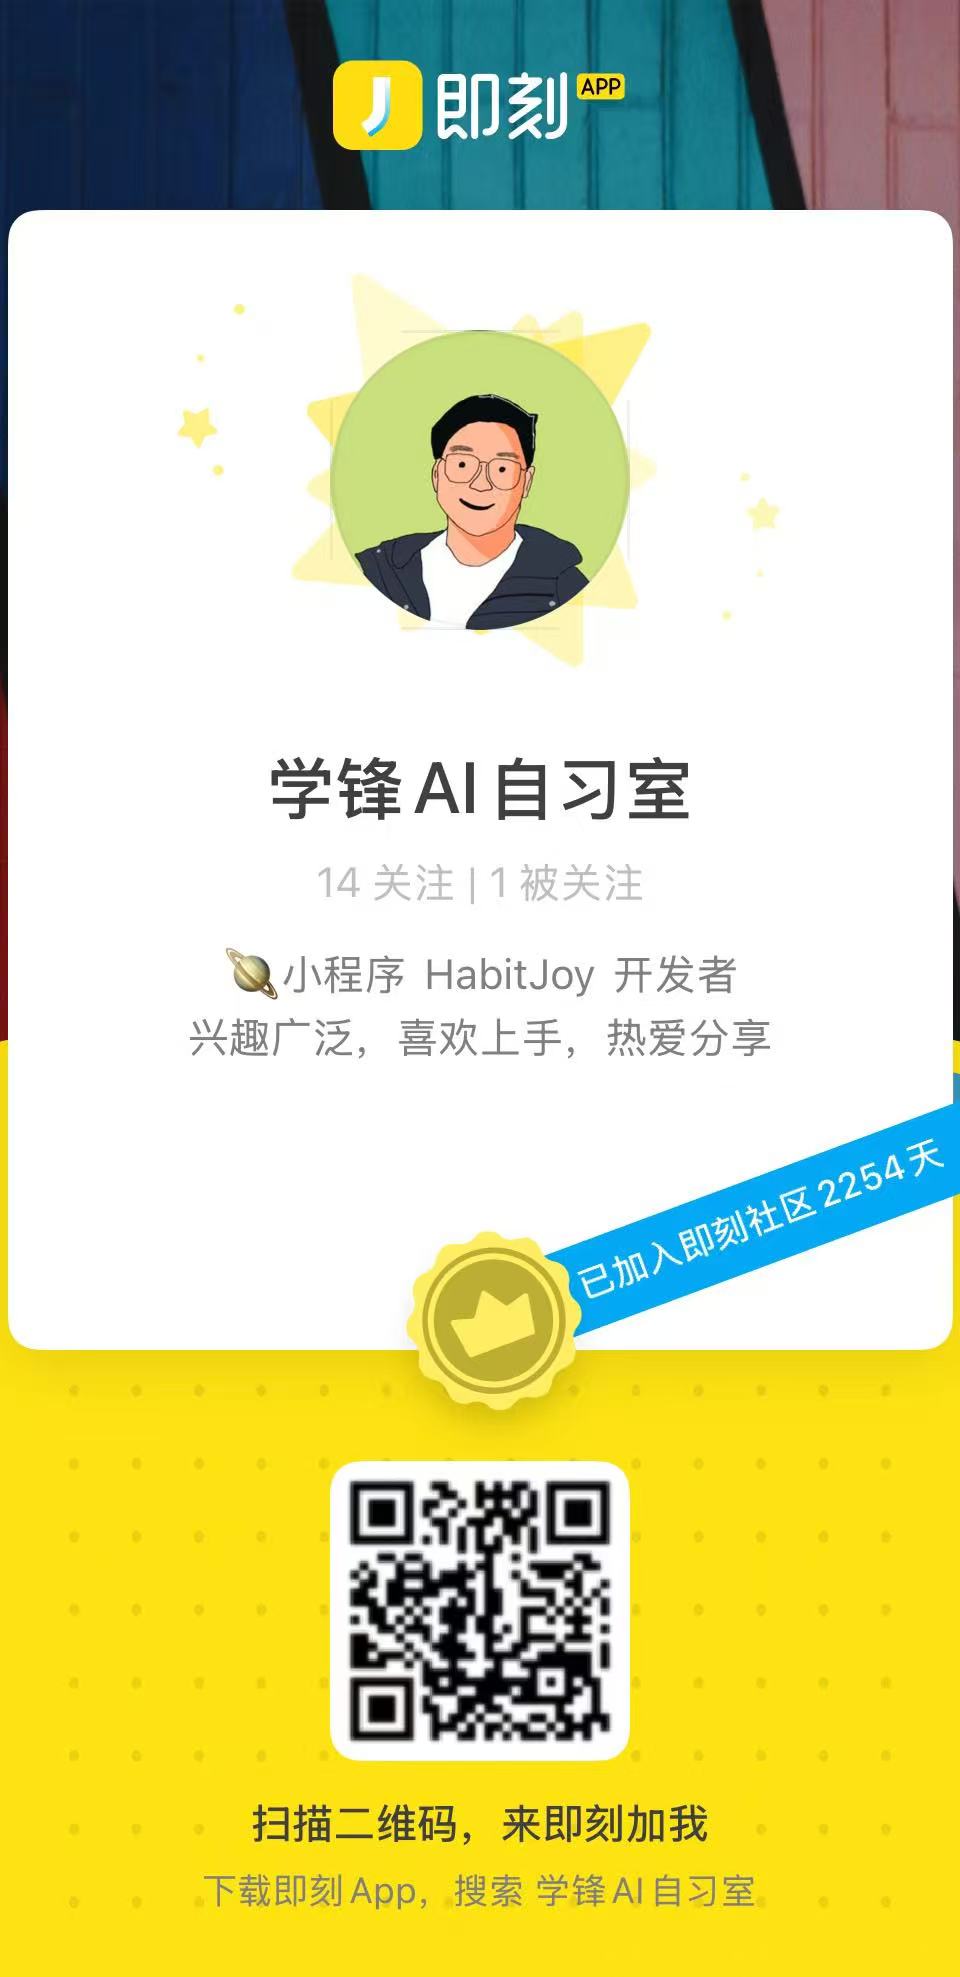 即刻 APP
学锋 AI 自习室
14 关注 | 1 被关注
🪐小程序 HabitJoy 开发者
兴趣广泛，喜欢上手，热爱分享
已加入即刻社区 2254 天
扫描二维码，来即刻加我
下载即刻 App，搜索 学锋 AI 自习室